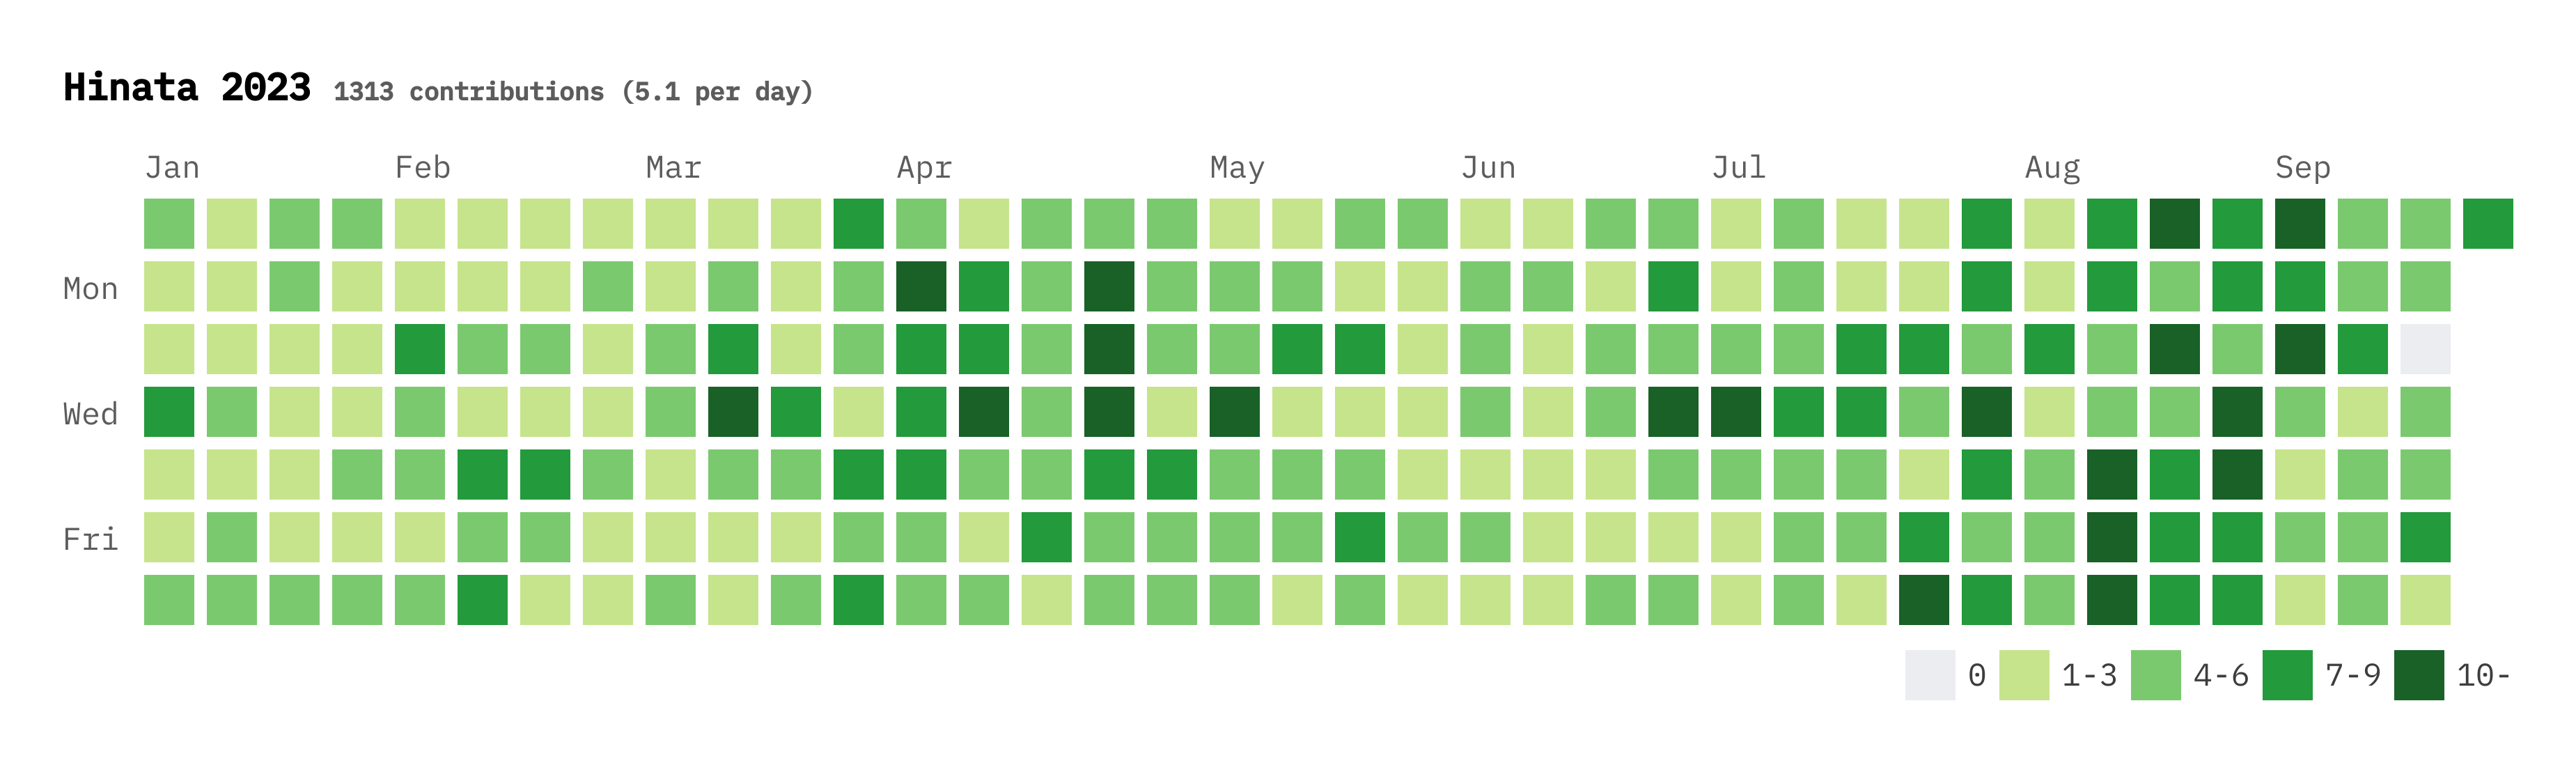 Hinata 2023 1313 contributions (5.1 per day)
Jan Feb Mar Apr May Jun Jul Aug Sep
Mon
Wed
Fri
0 1-3 4-6 7-9 10-